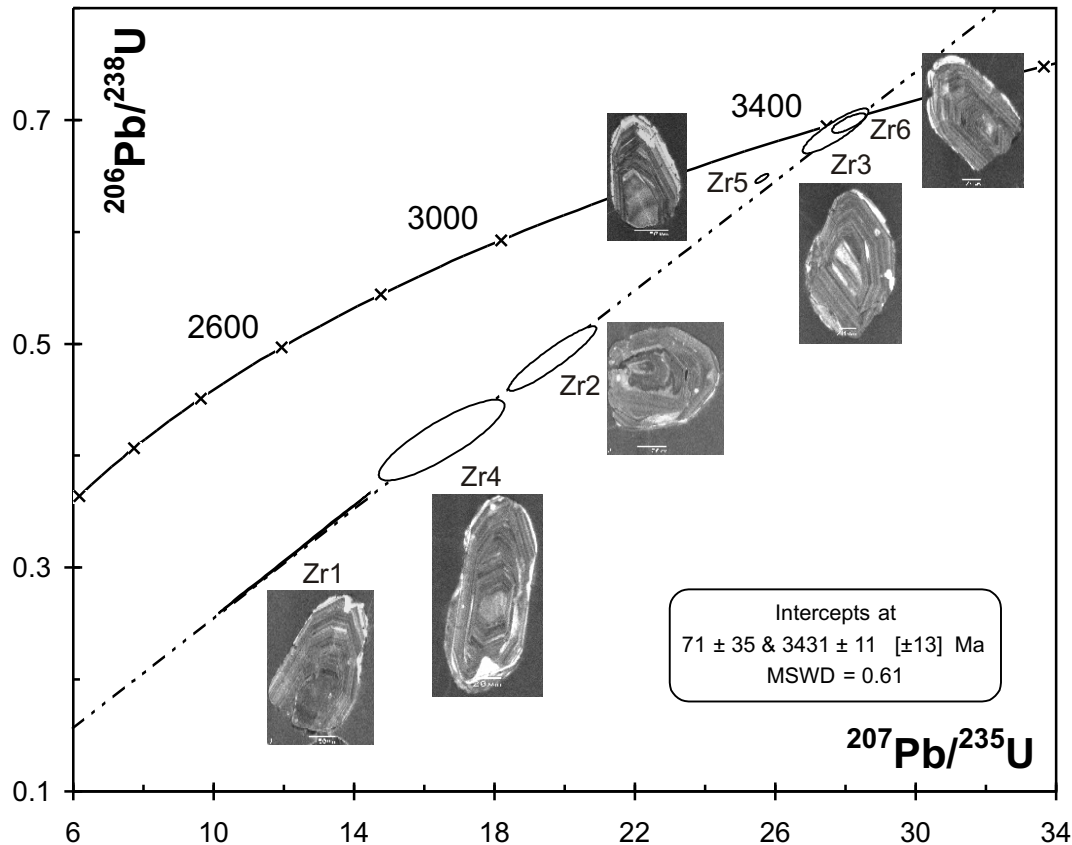 206Pb/238U
0.7
0.5
0.3
0.1
3400
3000
2600
Zr6
Zr3
Zr5
Zr2
Zr4
Zr1
Intercepts at
71 ± 35 & 3431 ± 11 [±13] Ma
MSWD = 0.61
207Pb/235U
6 10 14 18 22 26 30 34